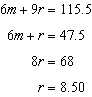 6m + 9r = 115.5
6m + r = 47.5
8r = 68
r = 8.50